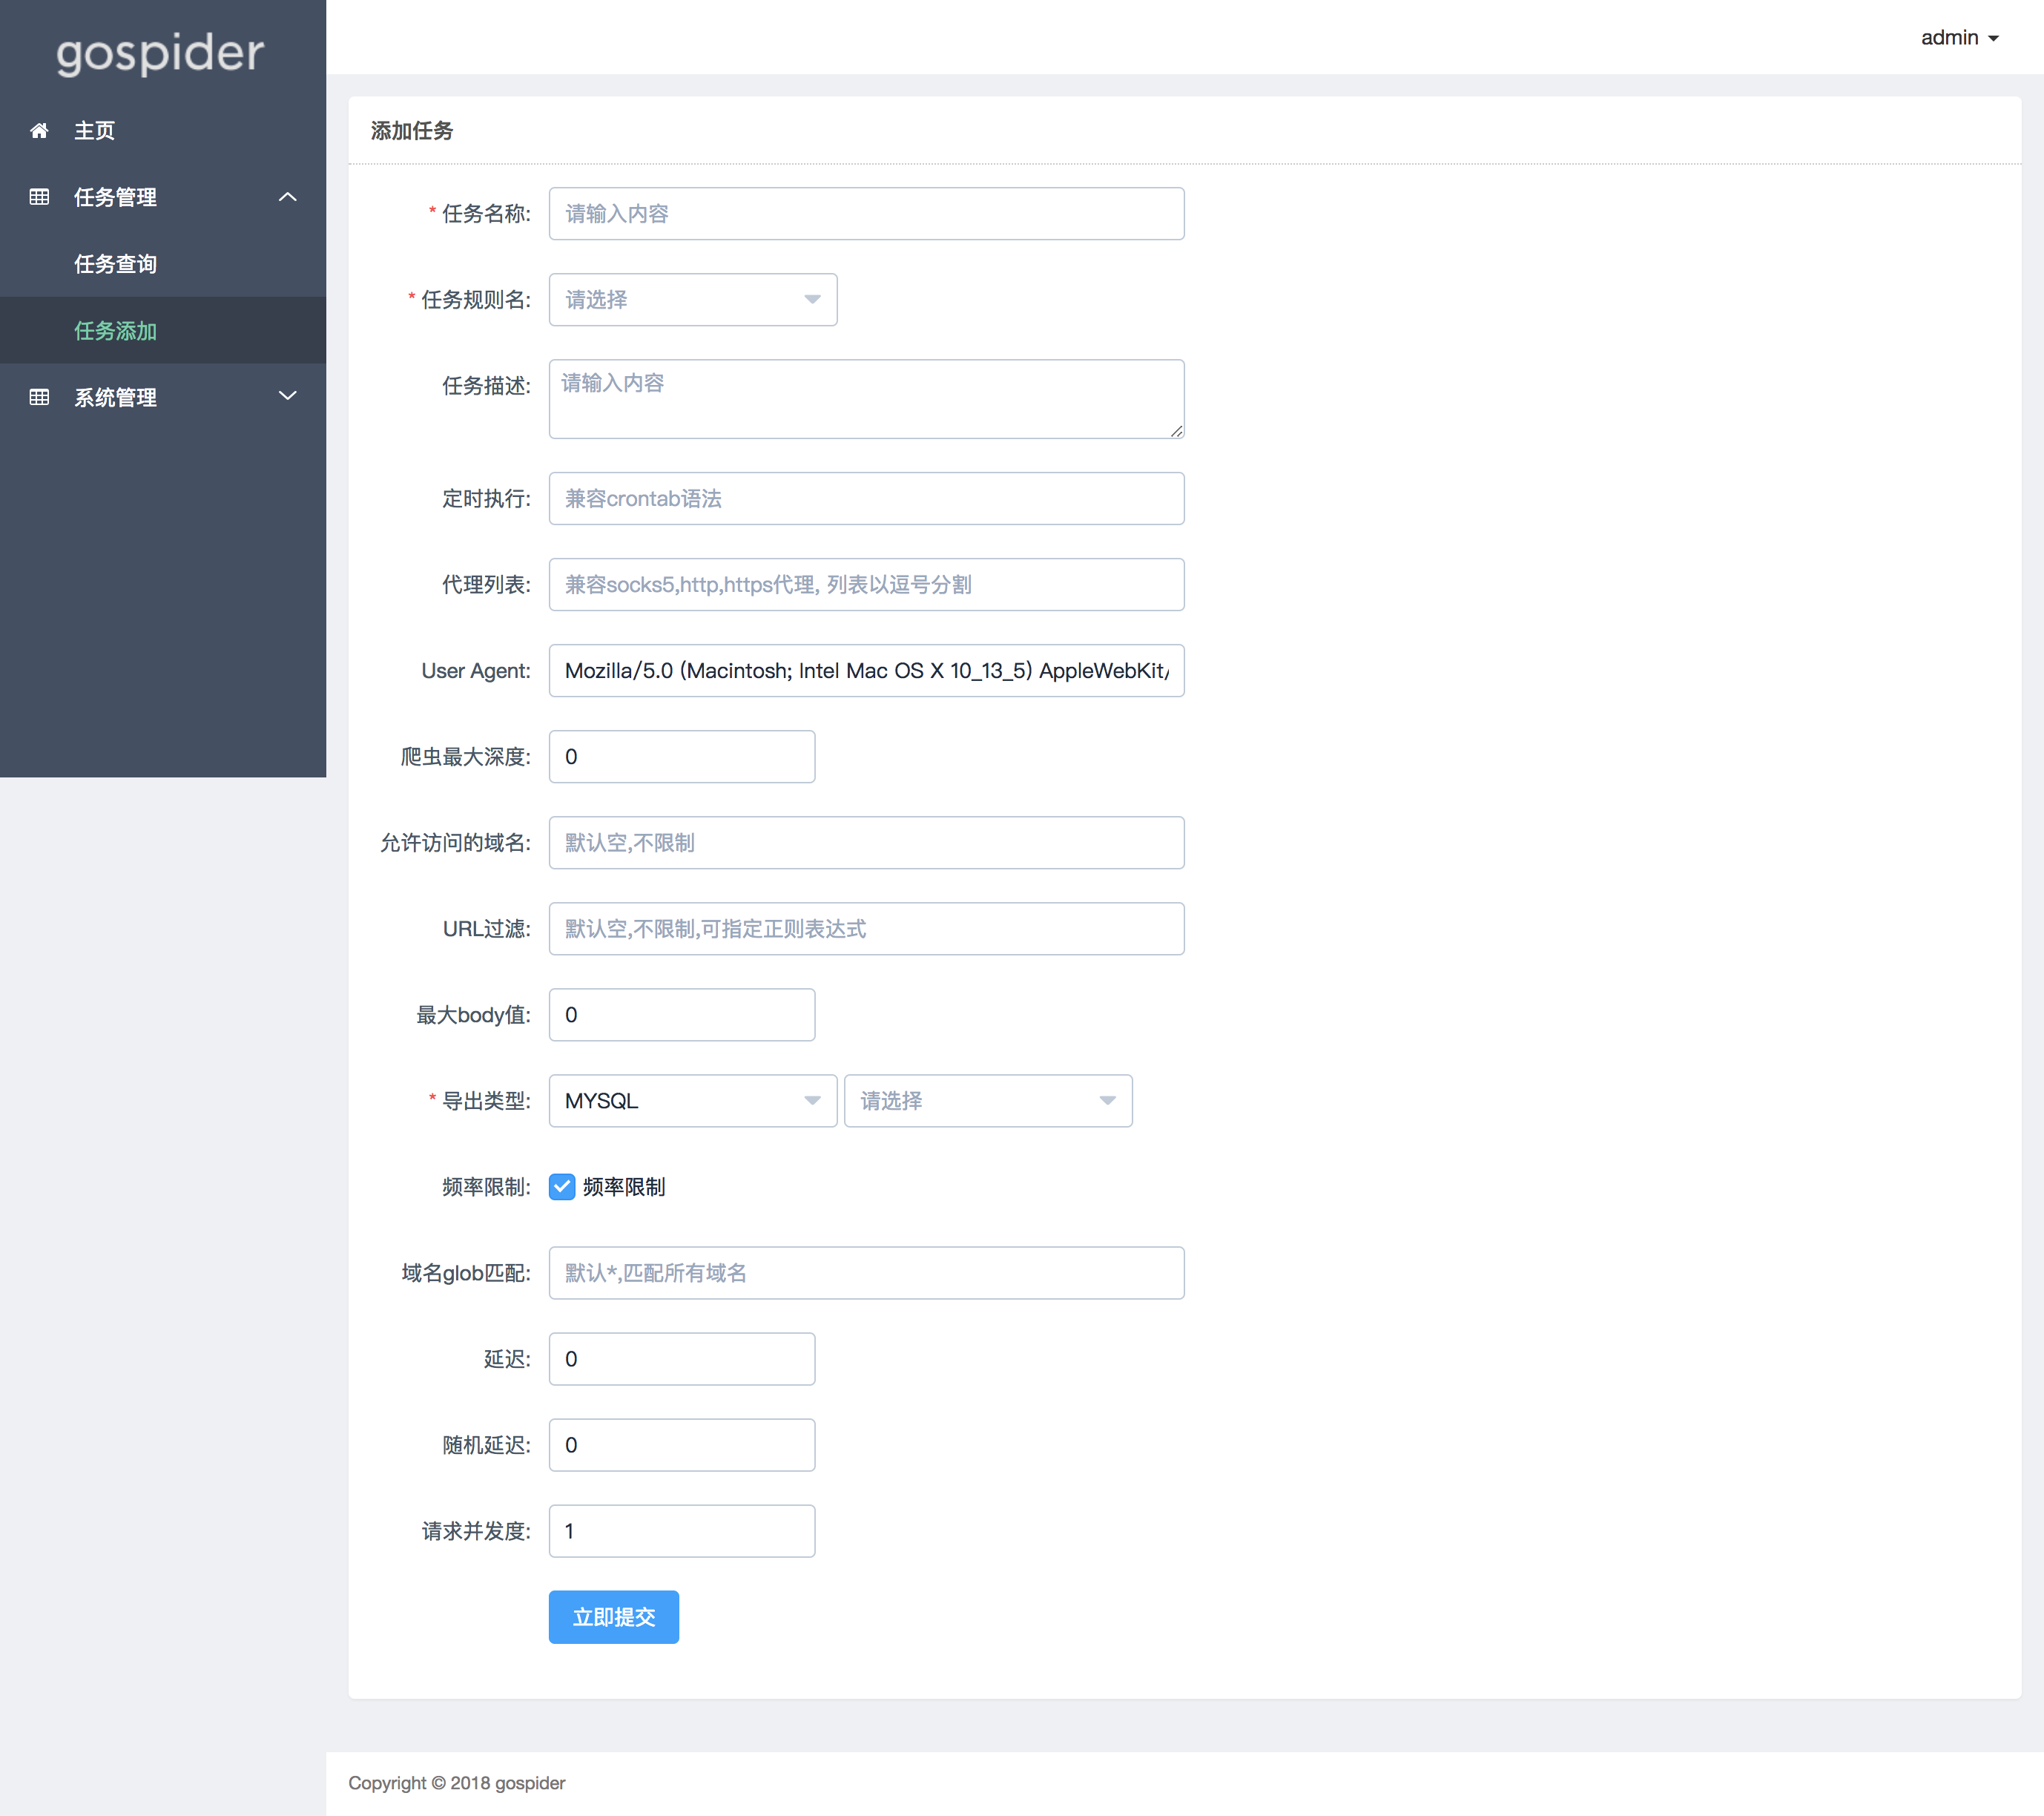 gospider
admin
主页
任务管理
任务查询
任务添加
系统管理
添加任务
* 任务名称: 请输入内容
* 任务规则名: 请选择
任务描述: 请输入内容
定时执行: 兼容crontab语法
代理列表: 兼容socks5,http,https代理, 列表以逗号分割
User Agent: Mozilla/5.0 (Macintosh; Intel Mac OS X 10_13_5) AppleWebKit/
爬虫最大深度: 0
允许访问的域名: 默认空,不限制
URL过滤: 默认空,不限制,可指定正则表达式
最大body值: 0
* 导出类型: MYSQL 请选择
频率限制: 频率限制
域名glob匹配: 默认*,匹配所有域名
延迟: 0
随机延迟: 0
请求并发度: 1
立即提交
Copyright © 2018 gospider